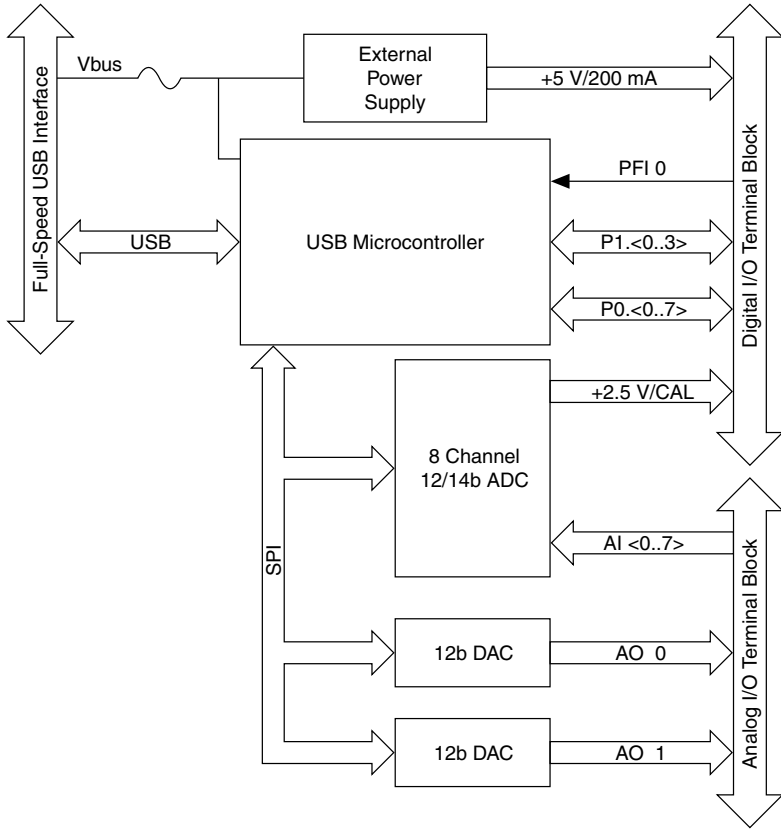 Full-Speed USB Interface
Vbus
External
Power
Supply
+5 V/200 mA
Digital I/O Terminal Block
USB
USB Microcontroller
PFI 0
P1.<0..3>
P0.<0..7>
+2.5 V/CAL
8 Channel
12/14b ADC
AI <0..7>
SPI
12b DAC
AO 0
12b DAC
AO 1
Analog I/O Terminal Block